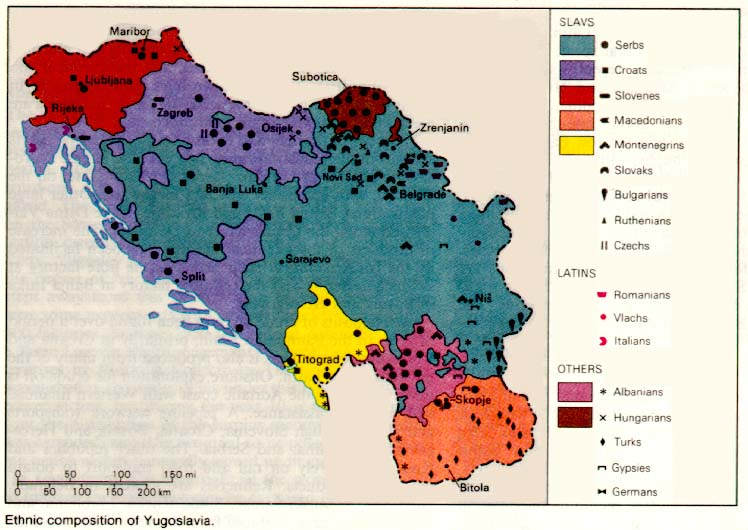 Maribor
Ljubljana
Rijeka
Zagreb
Osijek
Subotica
Zrenjanin
Novi Sad
Belgrade
Banja Luka
Sarajevo
Split
Niš
Titograd
Skopje
Bitola
0 50 100 150 mi
0 50 100 150 200 km
SLAVS
Serbs
Croats
Slovenes
Macedonians
Montenegrins
Slovaks
Bulgarians
Ruthenians
Czechs
LATINS
Romanians
Vlachs
Italians
OTHERS
Albanians
Hungarians
Turks
Gypsies
Germans
Ethnic composition of Yugoslavia.